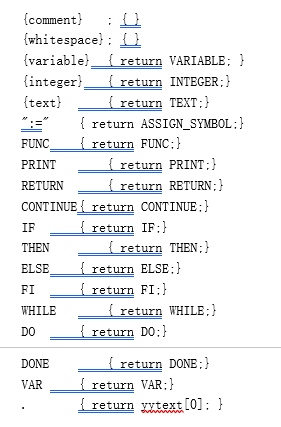 {comment}   ; { }
{whitespace}; { }
{variable}   { return VARIABLE; }
{integer}    { return INTEGER;}
{text}       { return TEXT;}
":="    { return ASSIGN_SYMBOL;}
FUNC    { return FUNC;}
PRINT       { return PRINT;}
RETURN      { return RETURN;}
CONTINUE{ return CONTINUE;}
IF      { return IF;}
THEN        { return THEN;}
ELSE    { return ELSE;}
FI      { return FI;}
WHILE       { return WHILE;}
DO      { return DO;}
DONE        { return DONE;}
VAR     { return VAR;}
.       { return yytext[0]; }